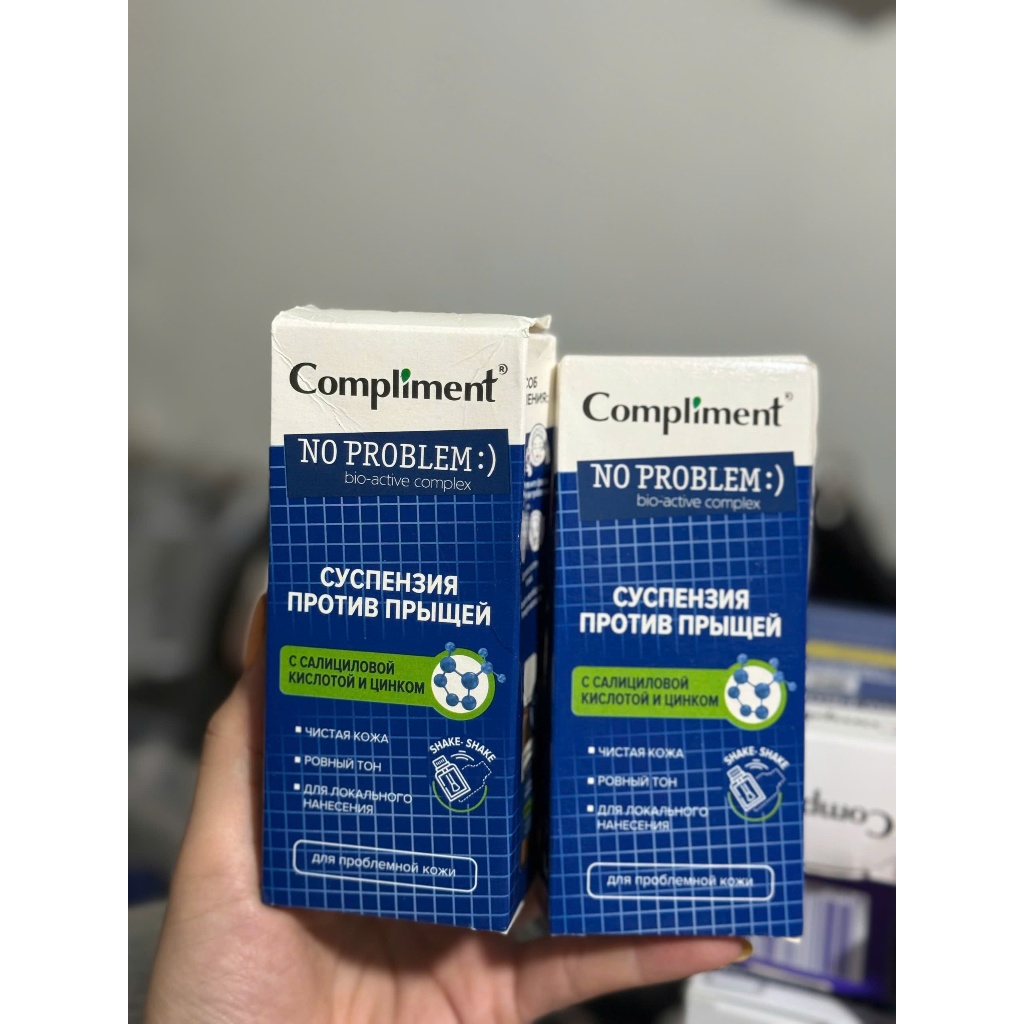 Compliment®
NO PROBLEM:)
bio-active complex
СУСПЕНЗИЯ
ПРОТИВ ПРЫЩЕЙ
С САЛИЦИЛОВОЙ
КИСЛОТОЙ И ЦИНКОМ
ЧИСТАЯ КОЖА
РОВНЫЙ ТОН
ДЛЯ ЛОКАЛЬНОГО
НАНЕСЕНИЯ
SHAKE-SHAKE
для проблемной кожи
Compliment®
NO PROBLEM:)
bio-active complex
СУСПЕНЗИЯ
ПРОТИВ ПРЫЩЕЙ
С САЛИЦИЛОВОЙ
КИСЛОТОЙ И ЦИНКОМ
ЧИСТАЯ КОЖА
РОВНЫЙ ТОН
ДЛЯ ЛОКАЛЬНОГО
НАНЕСЕНИЯ
SHAKE-SHAKE
для проблемной кожи